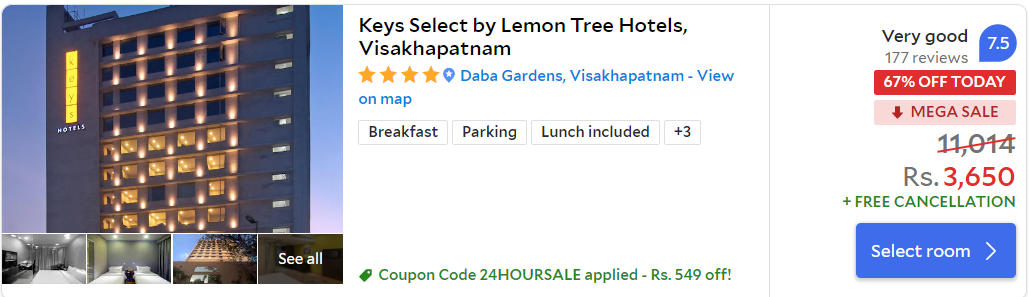 keys
HOTELS
See all
Keys Select by Lemon Tree Hotels,
Visakhapatnam
Daba Gardens, Visakhapatnam - View
on map
Breakfast
Parking
Lunch included
+3
Coupon Code 24HOURSALE applied - Rs. 549 off!
Very good
177 reviews
7.5
67% OFF TODAY
MEGA SALE
11,014
Rs. 3,650
+ FREE CANCELLATION
Select room